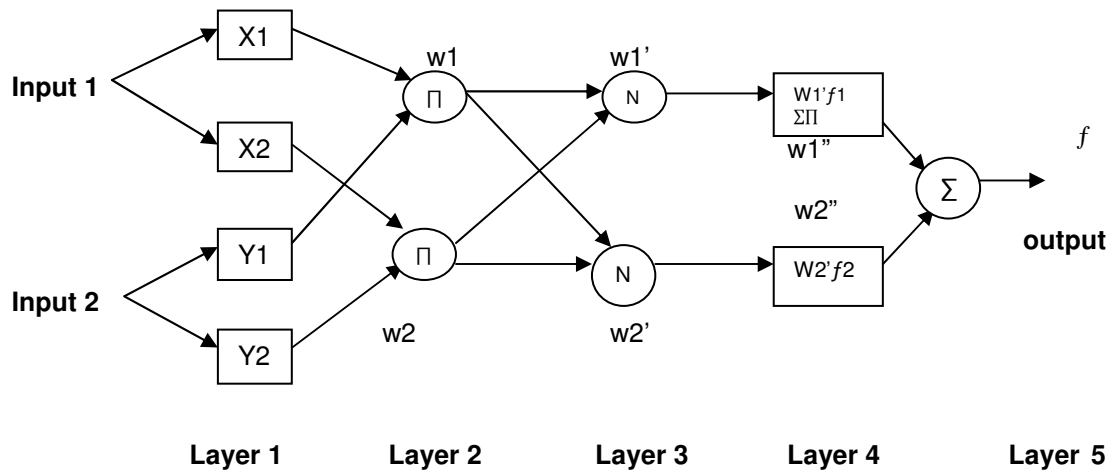 X1
w1
w1'
Input 1
Π
N
W1'f1
ΣΠ
X2
w1”
f
Σ
w2”
Y1
output
Π
N
W2'f2
Input 2
w2
w2'
Y2
Layer 1
Layer 2
Layer 3
Layer 4
Layer 5